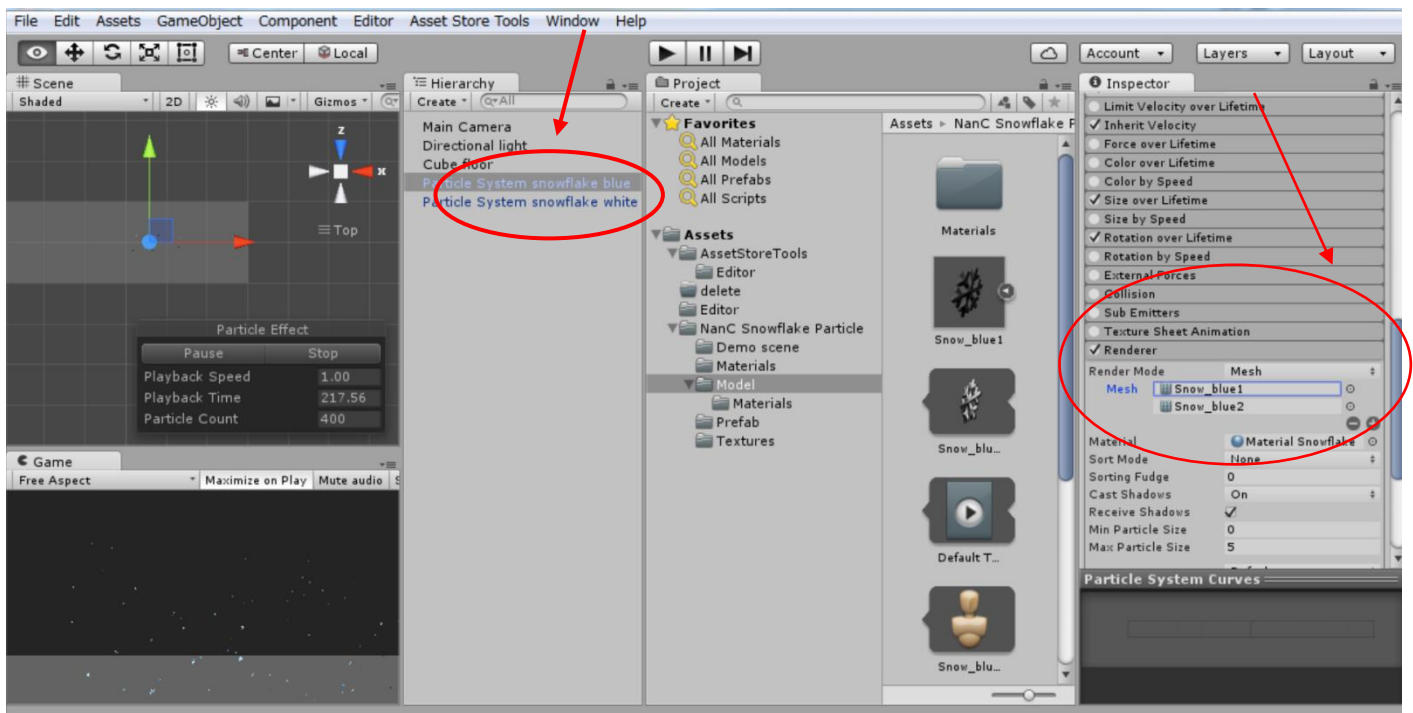 File Edit Assets GameObject Component Editor Asset Store Tools Window Help
Center Local
Account Layers Layout
Scene
Shaded 2D Gizmos
z
x
Top
Particle Effect
Pause Stop
Playback Speed 1.00
Playback Time 217.56
Particle Count 400
Game
Free Aspect Maximize on Play Mute audio S
Hierarchy
Create All
Main Camera
Directional light
Cube floor
Particle System snowflake blue
Particle System snowflake white
Project
Create
Favorites
All Materials
All Models
All Prefabs
All Scripts
Assets
AssetStoreTools
Editor
delete
Editor
NanC Snowflake Particle
Demo scene
Materials
Model
Materials
Prefab
Textures
Assets NanC Snowflake P
Materials
Snow_blue1
Snow_blu...
Default T...
Snow_blu...
Inspector
Limit Velocity over Lifetime
Inherit Velocity
Force over Lifetime
Color over Lifetime
Color by Speed
Size over Lifetime
Size by Speed
Rotation over Lifetime
Rotation by Speed
External Forces
Collision
Sub Emitters
Texture Sheet Animation
Renderer
Render Mode Mesh
Mesh Snow_blue1
Snow_blue2
Material Material Snowflake
Sort Mode None
Sorting Fudge 0
Cast Shadows On
Receive Shadows
Min Particle Size 0
Max Particle Size 5
Particle System Curves